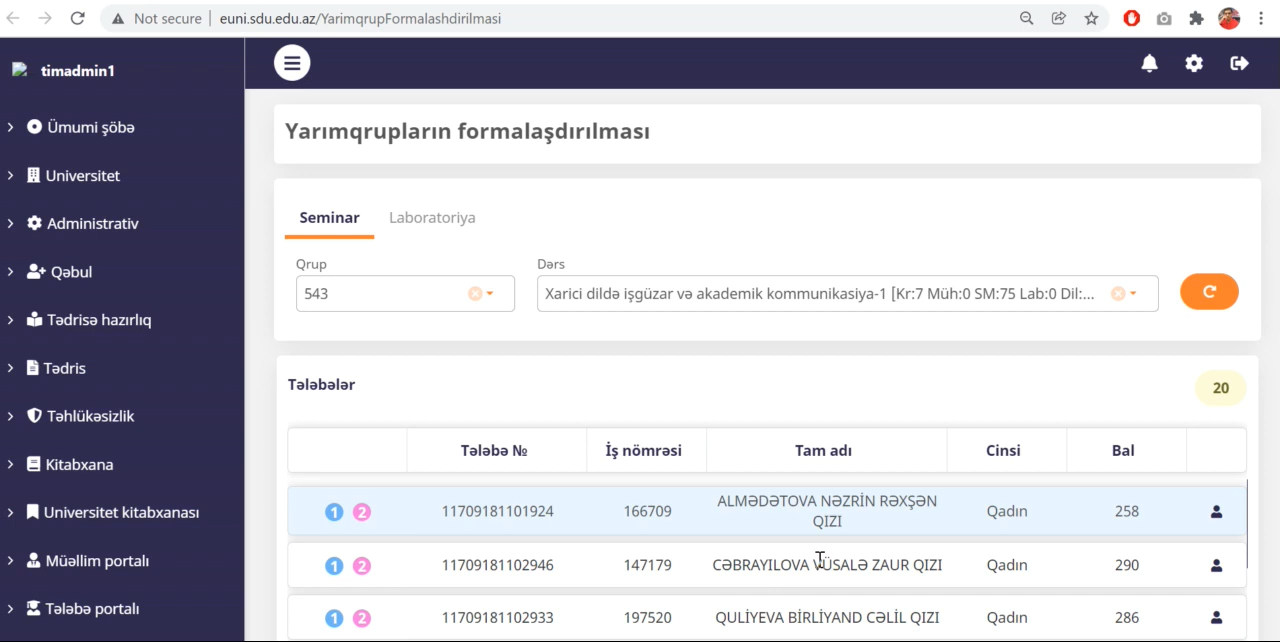 Not secure
euni.sdu.edu.az/YarimqrupFormalashdirilmasi
timadmin1
Ümumi şöbə
Universitet
Administrativ
Qəbul
Tədrisə hazırlıq
Tədris
Təhlükəsizlik
Kitabxana
Universitet kitabxanası
Müəllim portalı
Tələbə portalı
Yarımqrupların formalaşdırılması
Seminar Laboratoriya
Qrup Dərs
543 Xarici dildə işgüzar və akademik kommunikasiya-1 [Kr:7 Müh:0 SM:75 Lab:0 Dil:...
Tələbələr 20
Tələbə № İş nömrəsi Tam adı Cinsi Bal
1 2 11709181101924 166709 ALMƏDƏTOVA NƏZRİN RƏXŞƏN QIZI Qadın 258
1 2 11709181102946 147179 CƏBRAYILOVA VÜSALƏ ZAUR QIZI Qadın 290
1 2 11709181102933 197520 QULİYEVA BİRLİYAND CƏLİL QIZI Qadın 286